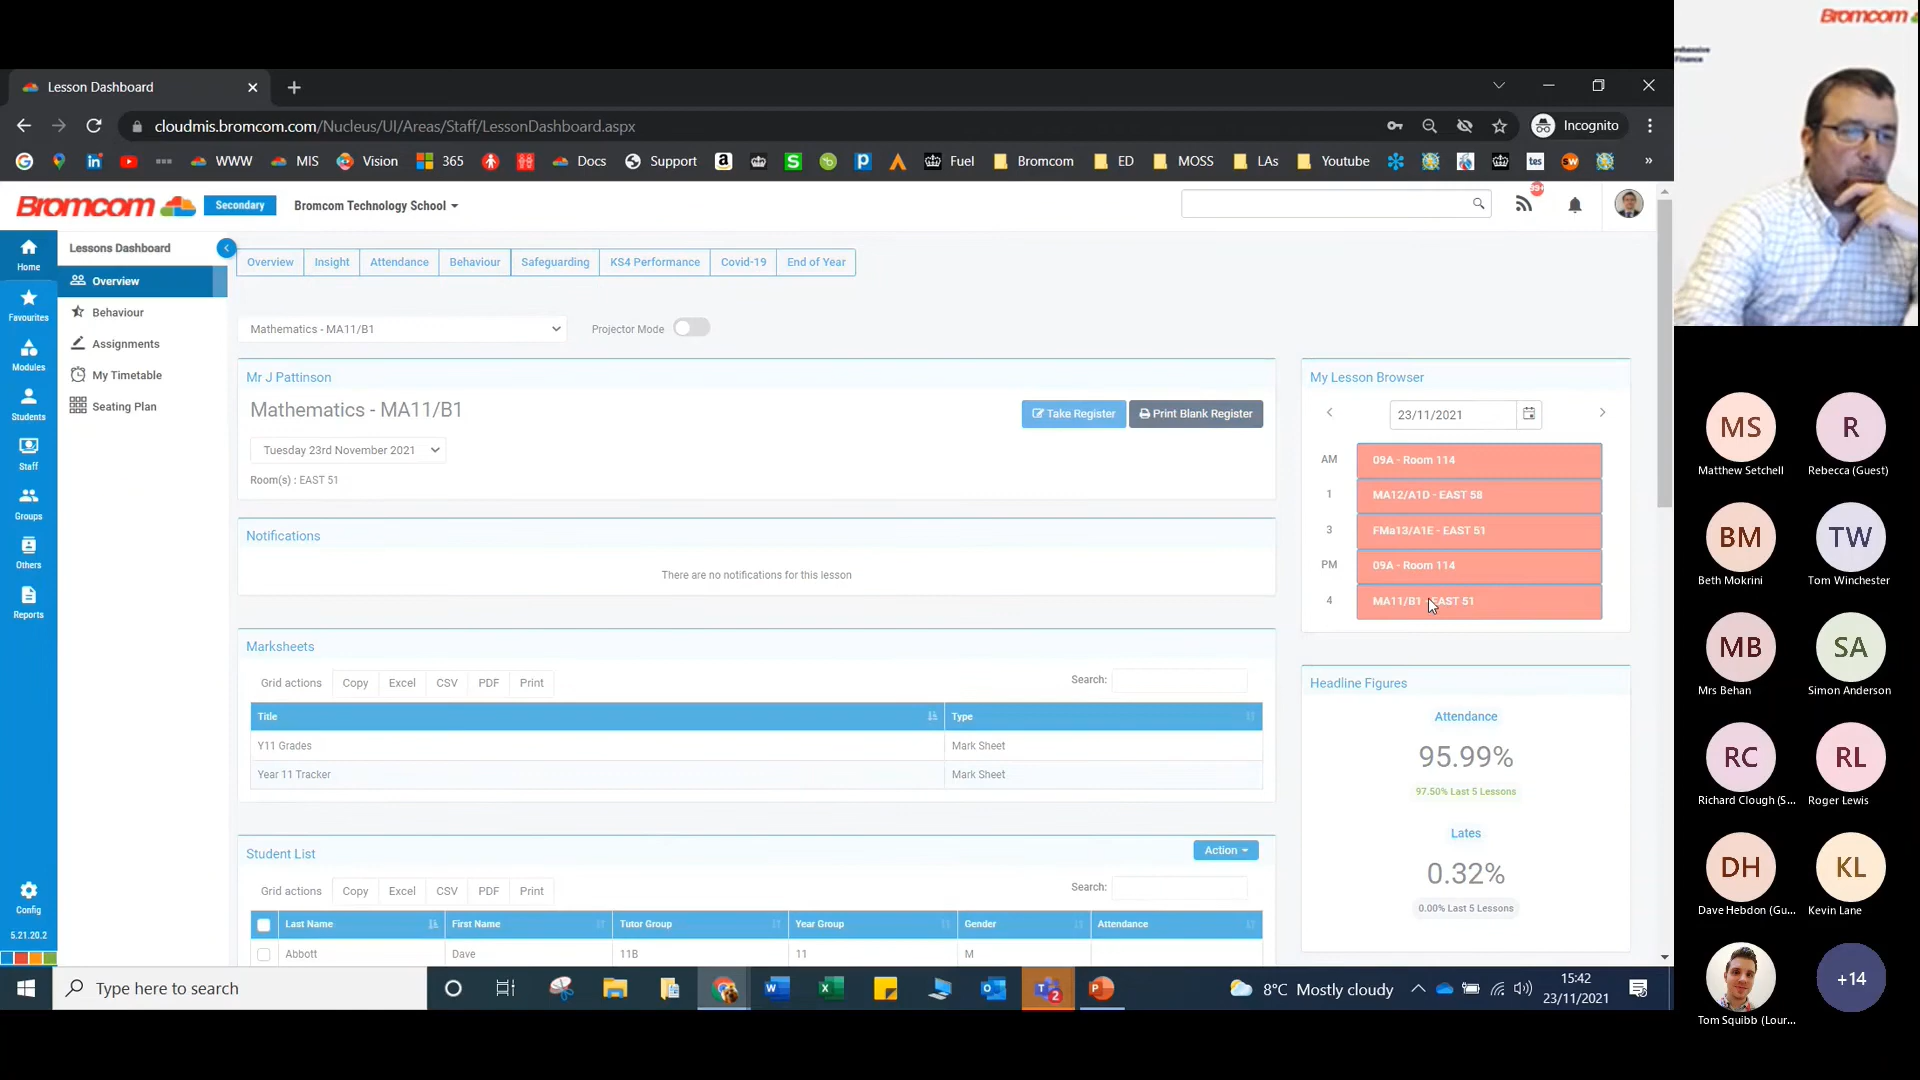 Bromcom
Finance
Lesson Dashboard
cloudmis.bromcom.com/Nucleus/UI/Areas/Staff/LessonDashboard.aspx
Incognito
WWW
MIS
Vision
365
Docs
Support
Fuel
Bromcom
ED
MOSS
LAs
Youtube
tes
Bromcom
Secondary
Bromcom Technology School
Home
Favourites
Modules
Students
Staff
Groups
Others
Reports
Config
5.21.20.2
Lessons Dashboard
Overview
Behaviour
Assignments
My Timetable
Seating Plan
Overview
Insight
Attendance
Behaviour
Safeguarding
KS4 Performance
Covid-19
End of Year
Mathematics - MA11/B1
Projector Mode
Mr J Pattinson
Mathematics - MA11/B1
Take Register
Print Blank Register
Tuesday 23rd November 2021
Room(s) : EAST 51
Notifications
There are no notifications for this lesson
Marksheets
Grid actions
Copy
Excel
CSV
PDF
Print
Search:
Title
Type
Y11 Grades
Mark Sheet
Year 11 Tracker
Mark Sheet
Student List
Action
Grid actions
Copy
Excel
CSV
PDF
Print
Search:
Last Name
First Name
Tutor Group
Year Group
Gender
Attendance
Abbott
Dave
11B
11
M
My Lesson Browser
23/11/2021
AM
09A - Room 114
1
MA12/A1D - EAST 58
3
FMa13/A1E - EAST 51
PM
09A - Room 114
4
MA11/B1 - EAST 51
Headline Figures
Attendance
95.99%
97.50% Last 5 Lessons
Lates
0.32%
0.00% Last 5 Lessons
Type here to search
8°C Mostly cloudy
15:42
23/11/2021
MS
Matthew Setchell
R
Rebecca (Guest)
BM
Beth Mokrini
TW
Tom Winchester
MB
Mrs Behan
SA
Simon Anderson
RC
Richard Clough (S...
RL
Roger Lewis
DH
Dave Hebdon (Gu...
KL
Kevin Lane
Tom Squibb (Lour...
+14